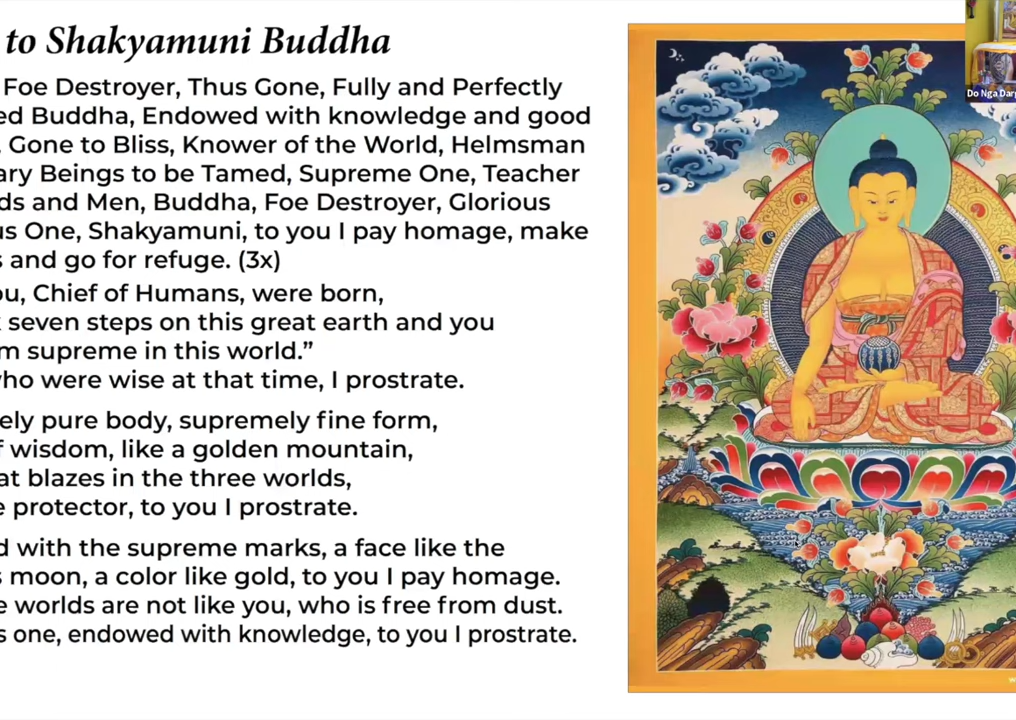 to Shakyamuni Buddha
Foe Destroyer, Thus Gone, Fully and Perfectly
ed Buddha, Endowed with knowledge and good
, Gone to Bliss, Knower of the World, Helmsman
ary Beings to be Tamed, Supreme One, Teacher
ds and Men, Buddha, Foe Destroyer, Glorious
us One, Shakyamuni, to you I pay homage, make
s and go for refuge. (3x)
ou, Chief of Humans, were born,
seven steps on this great earth and you
m supreme in this world.”
who were wise at that time, I prostrate.
ely pure body, supremely fine form,
f wisdom, like a golden mountain,
at blazes in the three worlds,
e protector, to you I prostrate.
d with the supreme marks, a face like the
s moon, a color like gold, to you I pay homage.
e worlds are not like you, who is free from dust.
s one, endowed with knowledge, to you I prostrate.
Do Nga Darg